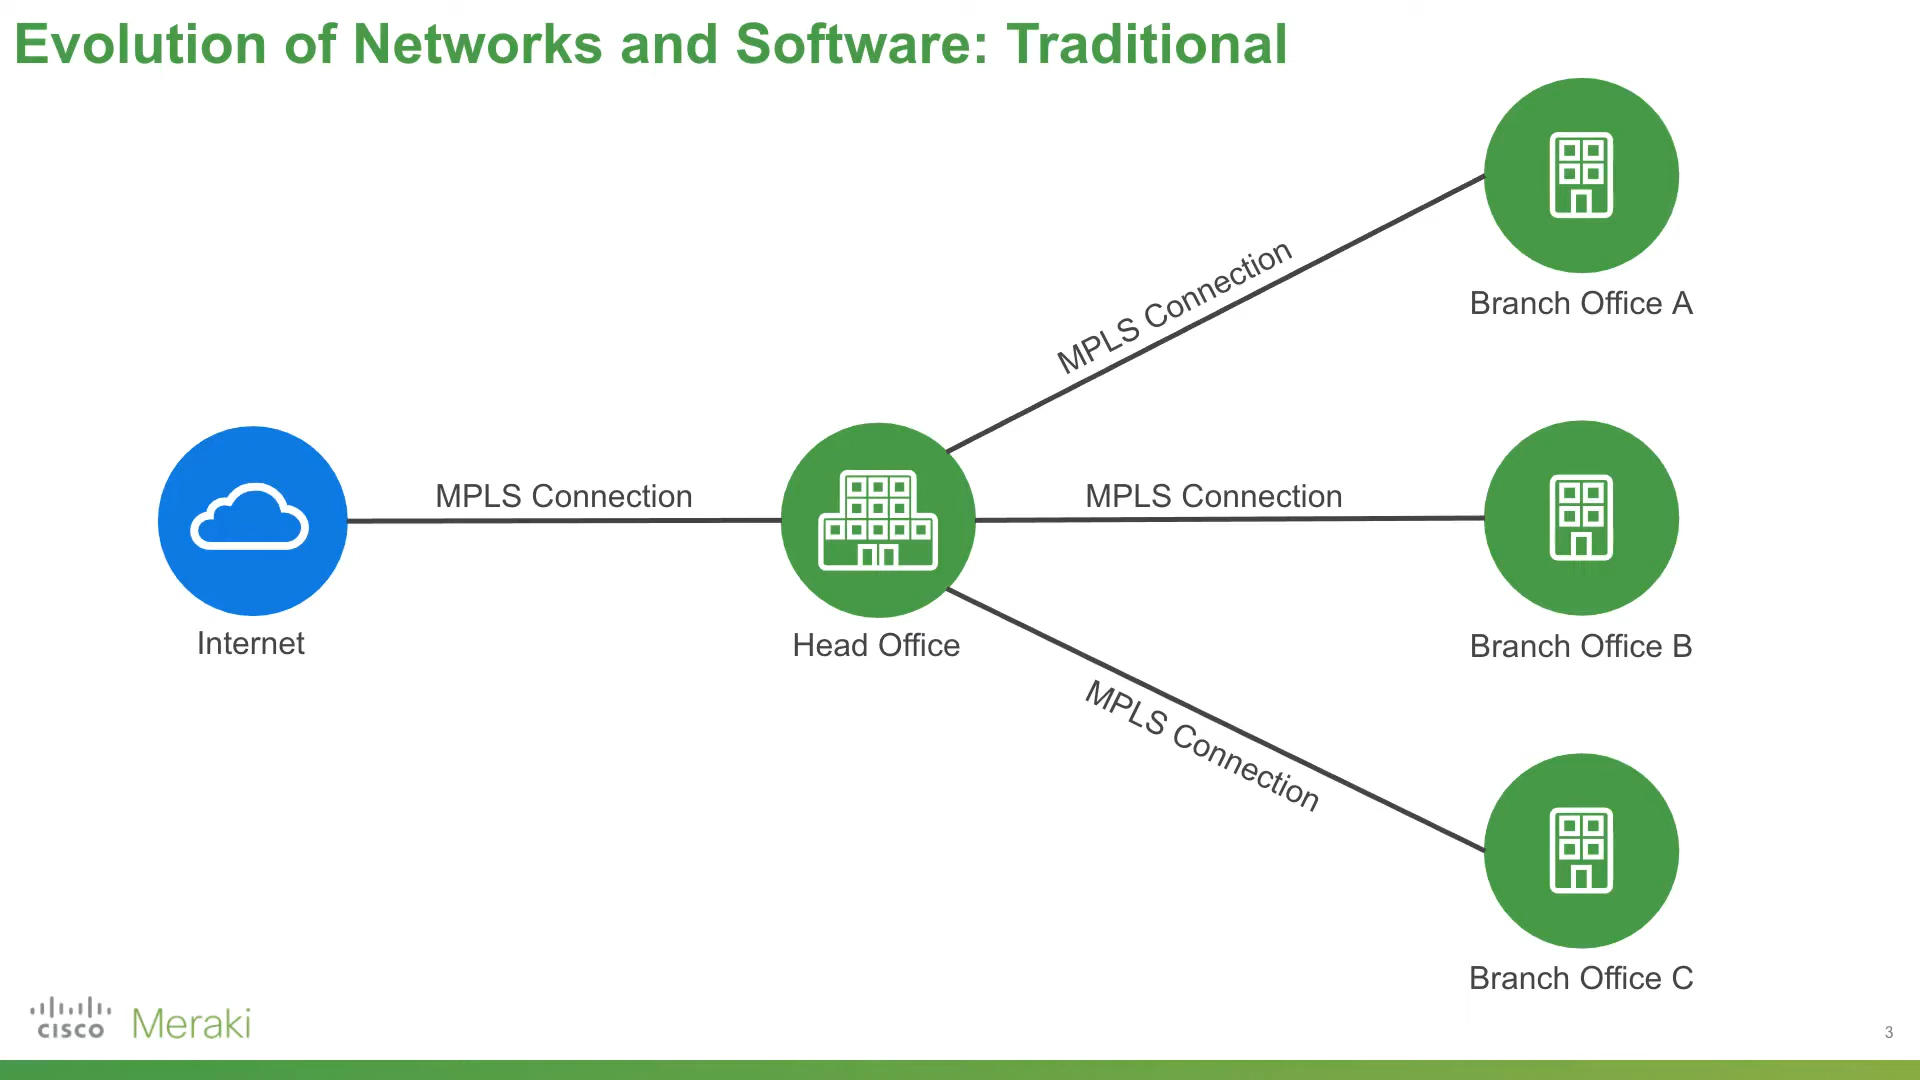 Evolution of Networks and Software: Traditional
Branch Office A
MPLS Connection
MPLS Connection
MPLS Connection
Internet
Head Office
Branch Office B
MPLS Connection
Branch Office C
CISCO Meraki
3